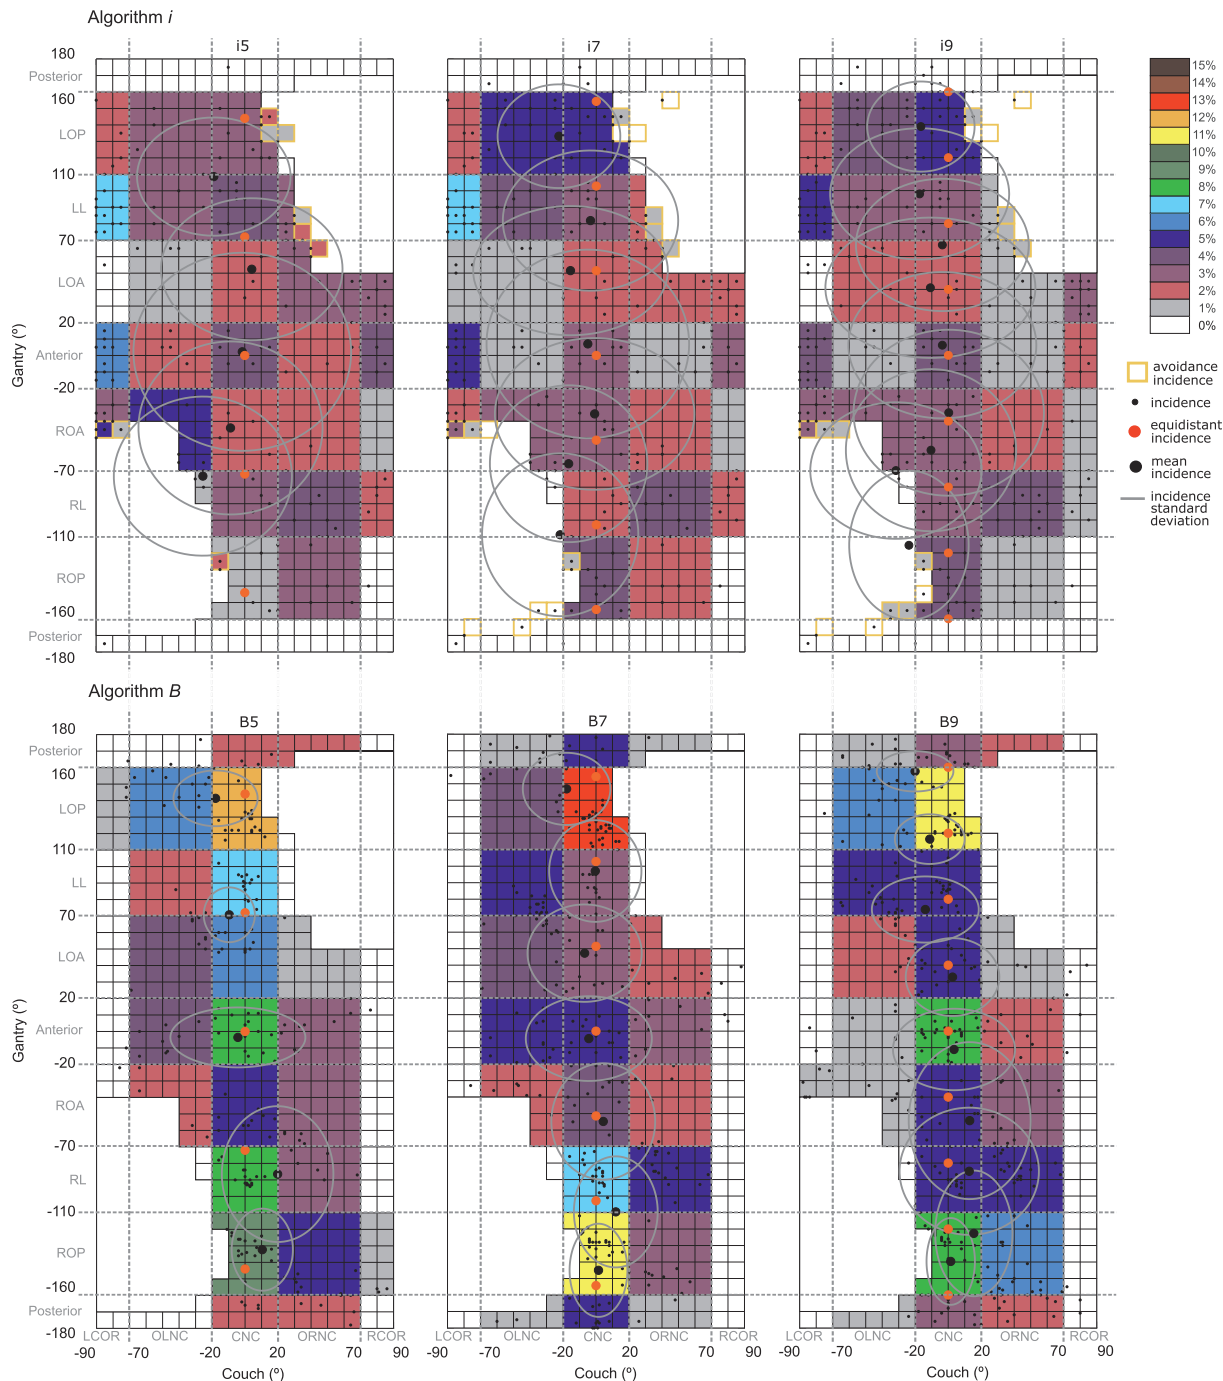 Algorithm i
i5
i7
i9
180
Posterior
160
LOP
110
LL
70
LOA
20
Anterior
-20
ROA
-70
RL
-110
ROP
-160
Posterior
-180
Gantry (º)
15%
14%
13%
12%
11%
10%
9%
8%
7%
6%
5%
4%
3%
2%
1%
0%
avoidance
incidence
incidence
equidistant
incidence
mean
incidence
incidence
standard
deviation
Algorithm B
B5
B7
B9
180
Posterior
160
LOP
110
LL
70
LOA
20
Anterior
-20
ROA
-70
RL
-110
ROP
-160
Posterior
-180
Gantry (º)
LCOR OLNC CNC ORNC RCOR
LCOR OLNC CNC ORNC RCOR
LCOR OLNC CNC ORNC RCOR
-90 -70 -20 20 70 90
-90 -70 -20 20 70 90
-90 -70 -20 20 70 90
Couch (º)
Couch (º)
Couch (º)